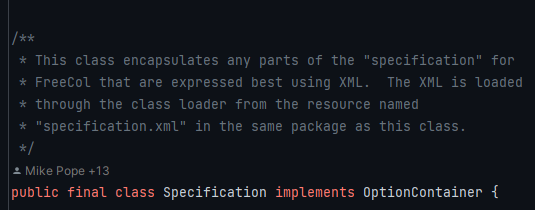 /**
 * This class encapsulates any parts of the "specification" for
 * FreeCol that are expressed best using XML.  The XML is loaded
 * through the class loader from the resource named
 * "specification.xml" in the same package as this class.
 */
Mike Pope +13
public final class Specification implements OptionContainer {